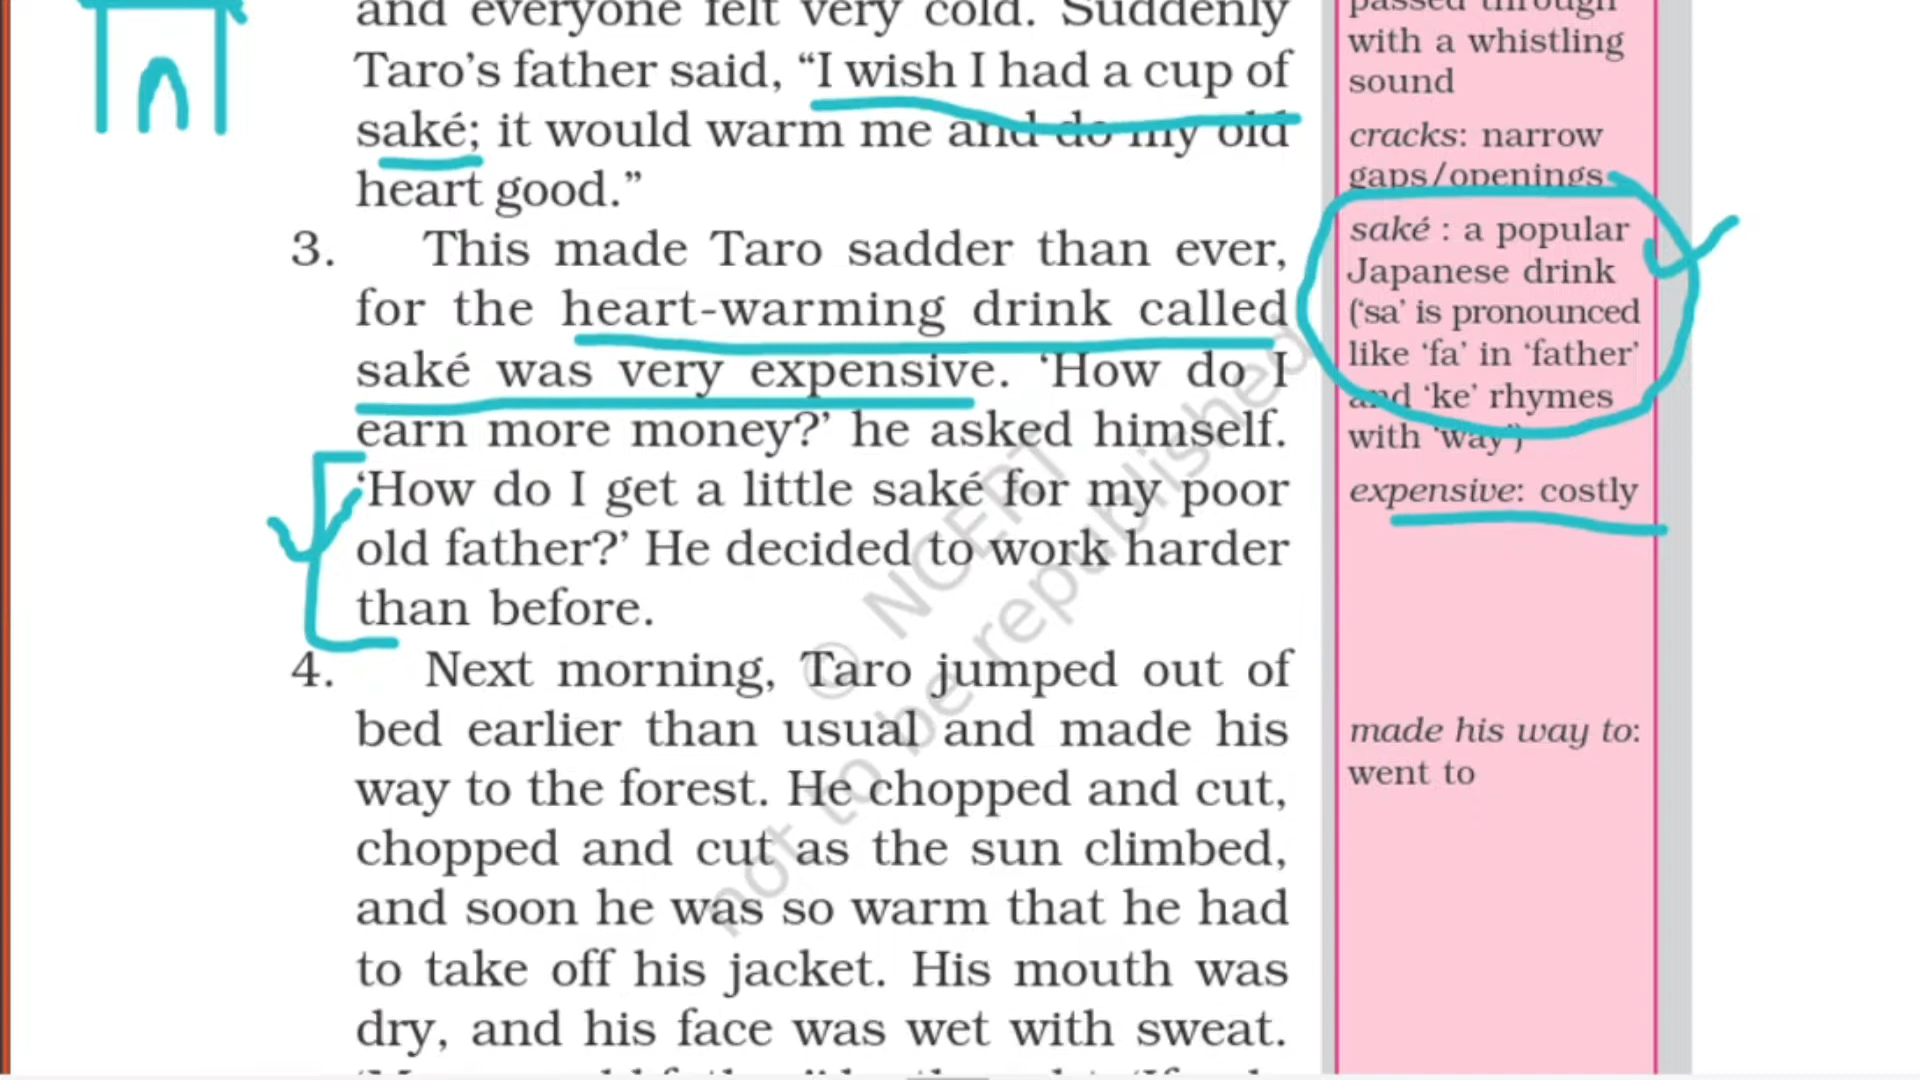 and everyone felt very cold. Suddenly
Taro's father said, “I wish I had a cup of
saké; it would warm me and do my old
heart good.”
3. This made Taro sadder than ever,
for the heart-warming drink called
saké was very expensive. ‘How do I
earn more money?’ he asked himself.
‘How do I get a little saké for my poor
old father?’ He decided to work harder
than before.
4. Next morning, Taro jumped out of
bed earlier than usual and made his
way to the forest. He chopped and cut,
chopped and cut as the sun climbed,
and soon he was so warm that he had
to take off his jacket. His mouth was
dry, and his face was wet with sweat.
passed through
with a whistling
sound
cracks: narrow
gaps/openings
saké : a popular
Japanese drink
(‘sa’ is pronounced
like ‘fa’ in ‘father’
and ‘ke’ rhymes
with ‘way’)
expensive: costly
made his way to:
went to
© NCERT
not to be republished